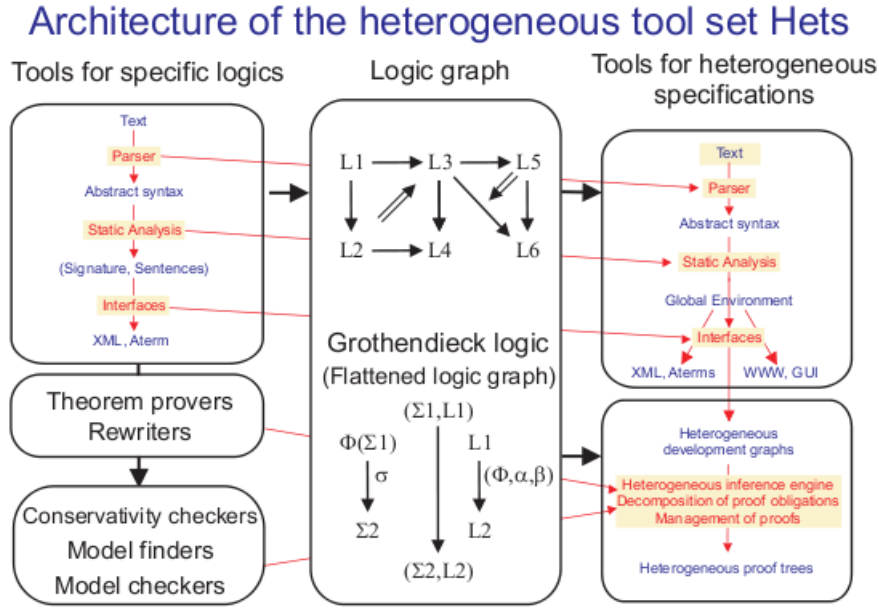 Architecture of the heterogeneous tool set Hets
Tools for specific logics
Text
Parser
Abstract syntax
Static Analysis
(Signature, Sentences)
Interfaces
XML, Aterm
Theorem provers
Rewriters
Conservativity checkers
Model finders
Model checkers
Logic graph
L1 L3 L5
L2 L4 L6
Grothendieck logic
(Flattened logic graph)
(Σ1,L1)
Φ(Σ1) L1
σ (Φ,α,β)
Σ2 L2
(Σ2,L2)
Tools for heterogeneous
specifications
Text
Parser
Abstract syntax
Static Analysis
Global Environment
Interfaces
XML, Aterms WWW, GUI
Heterogeneous
development graphs
Heterogeneous inference engine
Decomposition of proof obligations
Management of proofs
Heterogeneous proof trees